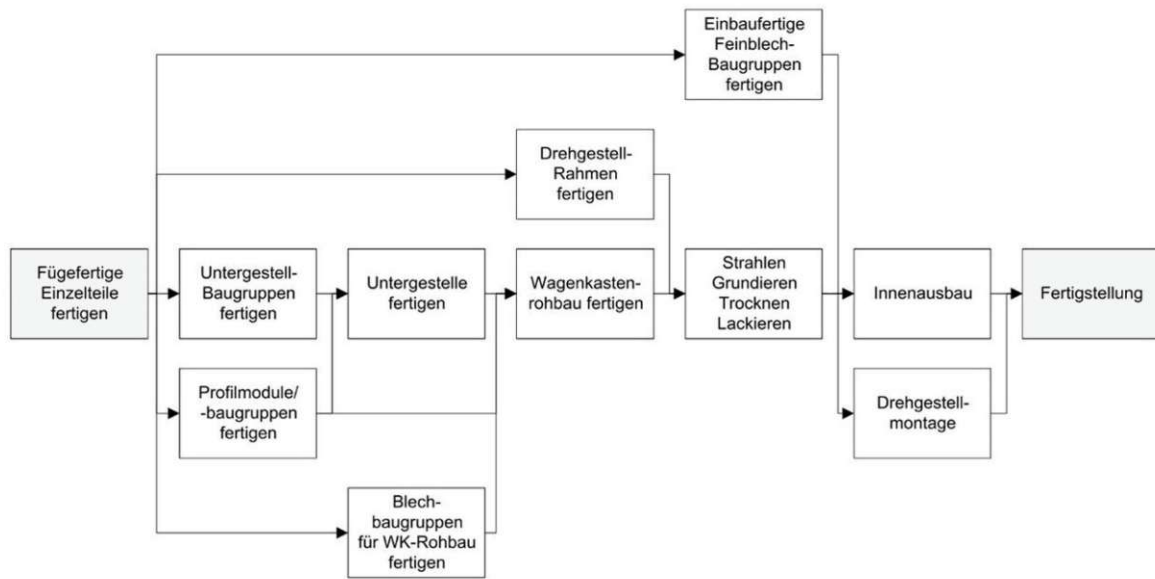 Einbaufertige
Feinblech-
Baugruppen
fertigen
Drehgestell-
Rahmen
fertigen
Fügefertige
Einzelteile
fertigen
Untergestell-
Baugruppen
fertigen
Untergestelle
fertigen
Wagenkasten-
rohbau fertigen
Strahlen
Grundieren
Trocknen
Lackieren
Innenausbau
Fertigstellung
Profilmodule/
-baugruppen
fertigen
Drehgestell-
montage
Blech-
baugruppen
für WK-Rohbau
fertigen